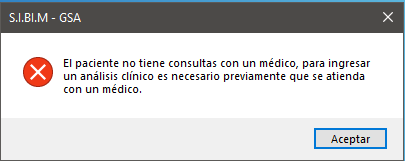 S.I.BI.M - GSA
El paciente no tiene consultas con un médico, para ingresar
un análisis clínico es necesario previamente que se atienda
con un médico.
Aceptar